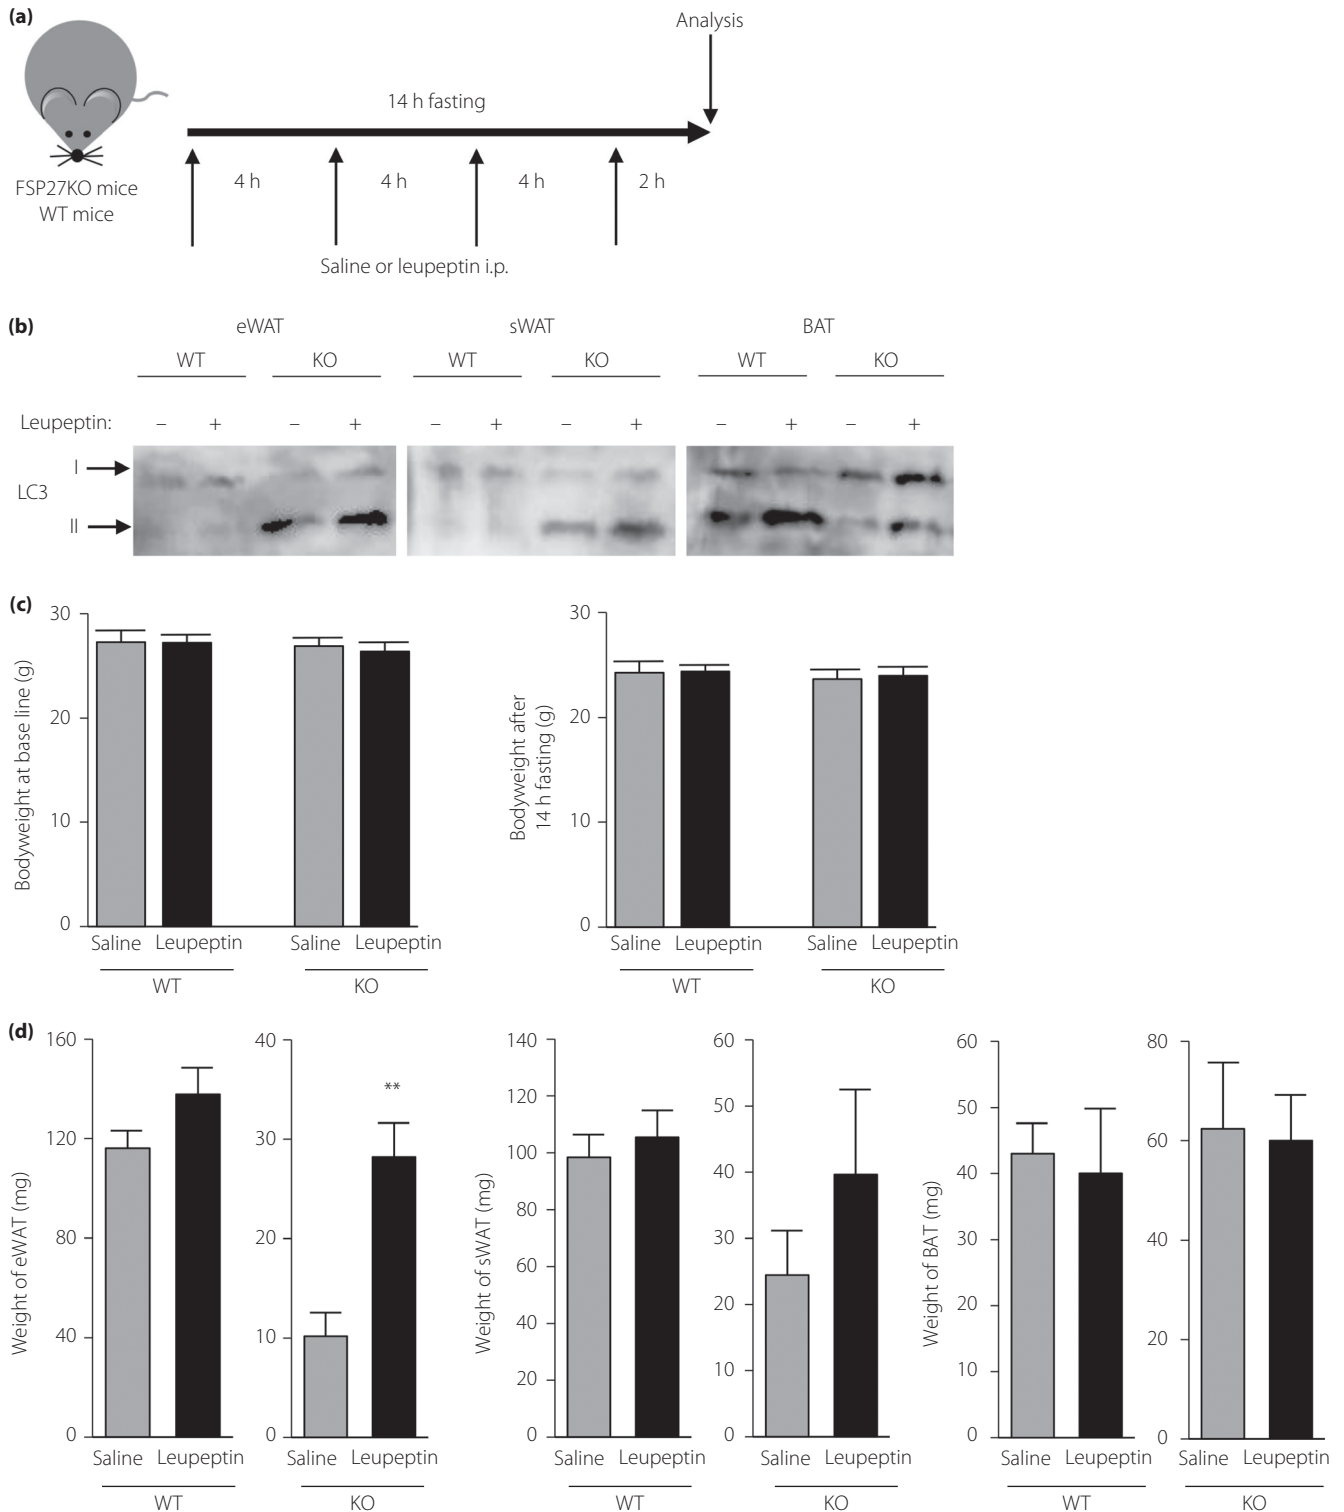 (a)
Analysis
14 h fasting
4 h 4 h 4 h 2 h
FSP27KO mice
WT mice
Saline or leupeptin i.p.
(b)
eWAT sWAT BAT
WT KO WT KO WT KO
Leupeptin: – + – + – + – + – + – +
I
LC3
II
(c)
Bodyweight at base line (g)
30
20
10
0
Saline Leupeptin Saline Leupeptin
WT KO
Bodyweight after
14 h fasting (g)
30
20
10
0
Saline Leupeptin Saline Leupeptin
WT KO
(d)
Weight of eWAT (mg)
160
120
80
40
0
Saline Leupeptin
WT
40
30
20
10
0
**
Saline Leupeptin
KO
Weight of sWAT (mg)
140
120
100
80
60
40
20
0
Saline Leupeptin
WT
60
50
40
30
20
10
0
Saline Leupeptin
KO
Weight of BAT (mg)
60
50
40
30
20
10
0
Saline Leupeptin
WT
80
60
40
20
0
Saline Leupeptin
KO